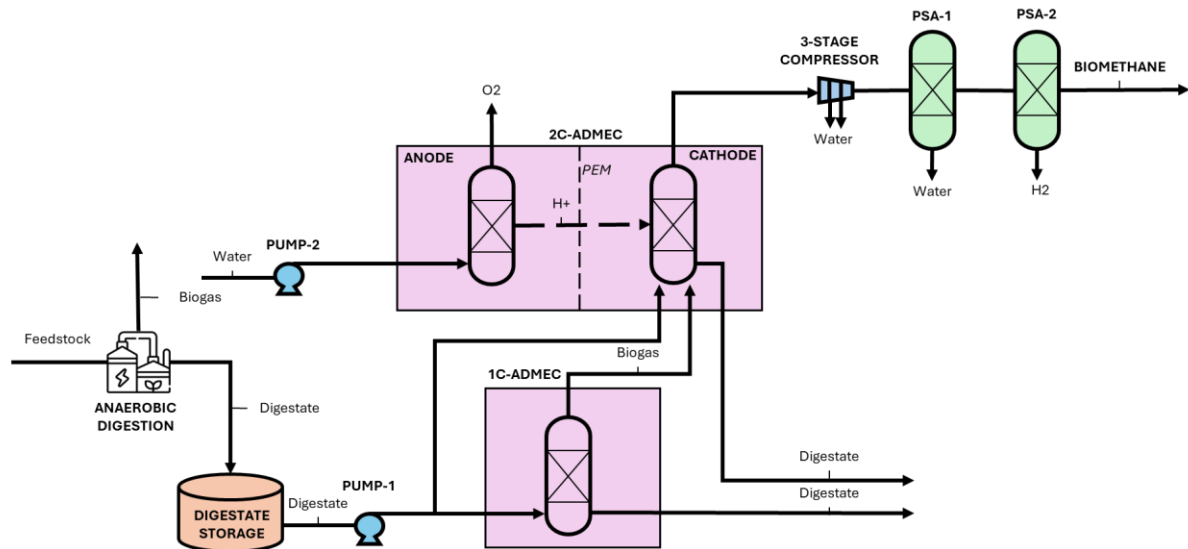 PSA-1
PSA-2
3-STAGE
COMPRESSOR
BIOMETHANE
O2
Water
2C-ADMEC
ANODE
CATHODE
PEM
Water
H2
H+
PUMP-2
Water
Biogas
Feedstock
Biogas
1C-ADMEC
ANAEROBIC
DIGESTION
Digestate
Digestate
PUMP-1
Digestate
Digestate
DIGESTATE
STORAGE